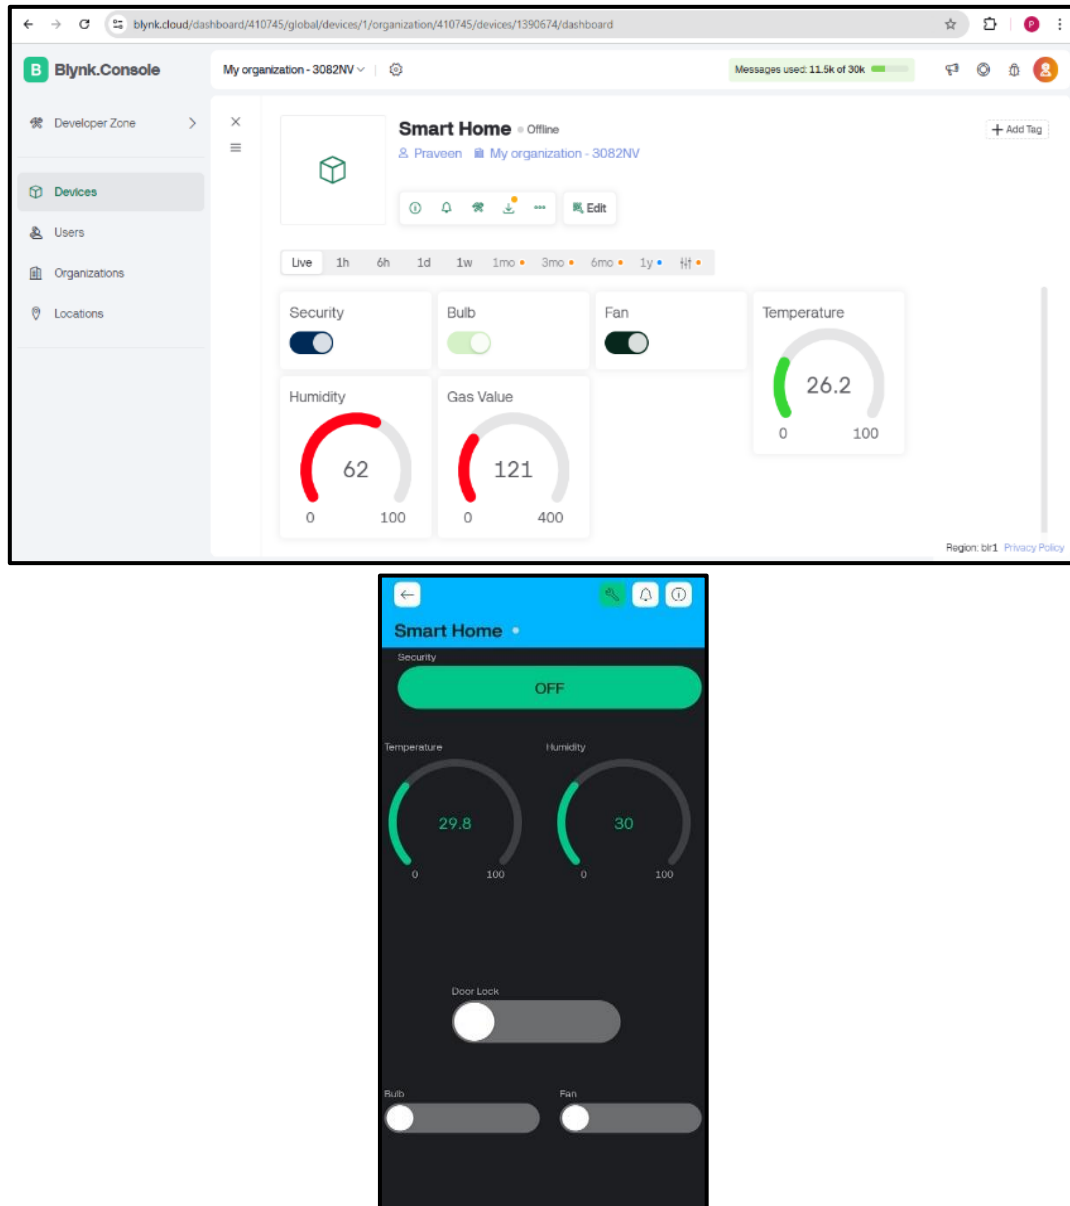 blynk.cloud/dashboard/410745/global/devices/1/organization/410745/devices/1390674/dashboard
P
B Blynk.Console
My organization - 3082NV
Messages used: 11.5k of 30k
Developer Zone
Devices
Users
Organizations
Locations
Smart Home Offline
Praveen My organization - 3082NV
+ Add Tag
Edit
Live 1h 6h 1d 1w 1mo 3mo 6mo 1y
Security Bulb Fan Temperature
26.2
0 100
Humidity Gas Value
62 121
0 100 0 400
Region: blr1 Privacy Policy
Smart Home
Security
OFF
Temperature Humidity
29.8 30
0 100 0 100
Door Lock
Bulb Fan